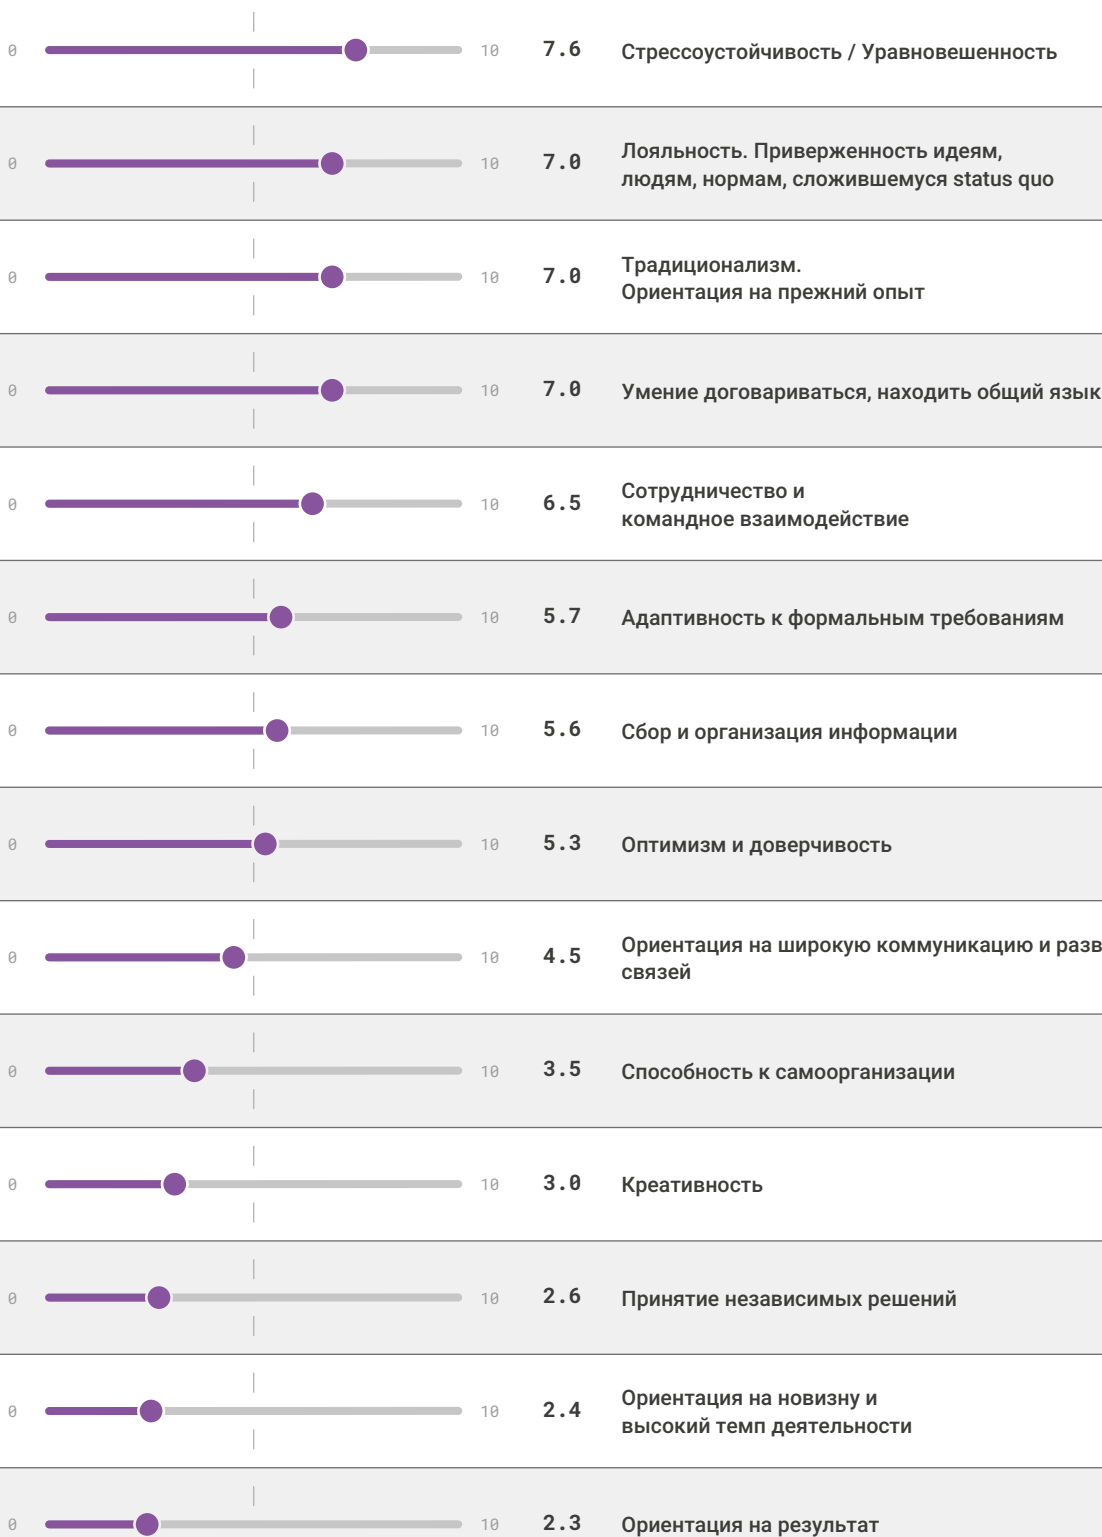 0 10 7.6 Стрессоустойчивость / Уравновешенность
0 10 7.0 Лояльность. Приверженность идеям,
людям, нормам, сложившемуся status quo
0 10 7.0 Традиционализм.
Ориентация на прежний опыт
0 10 7.0 Умение договариваться, находить общий язык
0 10 6.5 Сотрудничество и
командное взаимодействие
0 10 5.7 Адаптивность к формальным требованиям
0 10 5.6 Сбор и организация информации
0 10 5.3 Оптимизм и доверчивость
0 10 4.5 Ориентация на широкую коммуникацию и разв
связей
0 10 3.5 Способность к самоорганизации
0 10 3.0 Креативность
0 10 2.6 Принятие независимых решений
0 10 2.4 Ориентация на новизну и
высокий темп деятельности
0 10 2.3 Ориентация на результат